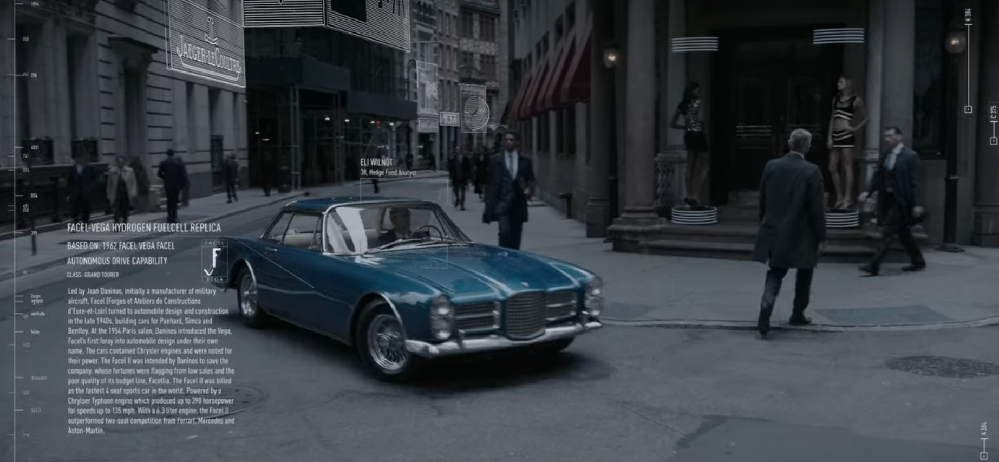 1854
050
258
JAEGER-LECOULTRE
TLM
K 384
C 375
4021
741
054
ELI WILNOT
38, Hedge Fund Analyst
399
FACEL-VEGA HYDROGEN FUELCELL REPLICA
BASED ON: 1962 FACEL VEGA FACEL
AUTONOMOUS DRIVE CAPABILITY
CLASS: GRAND TOURER
FACEL
F
V
VEGA
Led by Jean Daninos, initially a manufacturer of military
aircraft, Facel (Forges et Ateliers de Constructions
d'Eure-et-Loir) turned to automobile design and construction
in the late 1940s, building cars for Panhard, Simca and
Bentley. At the 1954 Paris salon, Daninos introduced the Vega,
Facel's first foray into automobile design under their own
name. The cars contained Chrysler engines and were noted for
their power. The Facel II was intended by Daninos to save the
company, whose fortunes were flagging from low sales and the
poor quality of its budget line, Facellia. The Facel II was billed
as the fastest 4 seat sports car in the world. Powered by a
Chrylser Typhoon engine which produced up to 390 horsepower
for speeds up to 135 mph. With a 6.3 liter engine, the Facel II
outperformed two-seat competition from Ferrari, Mercedes and
Aston-Martin.
A 384